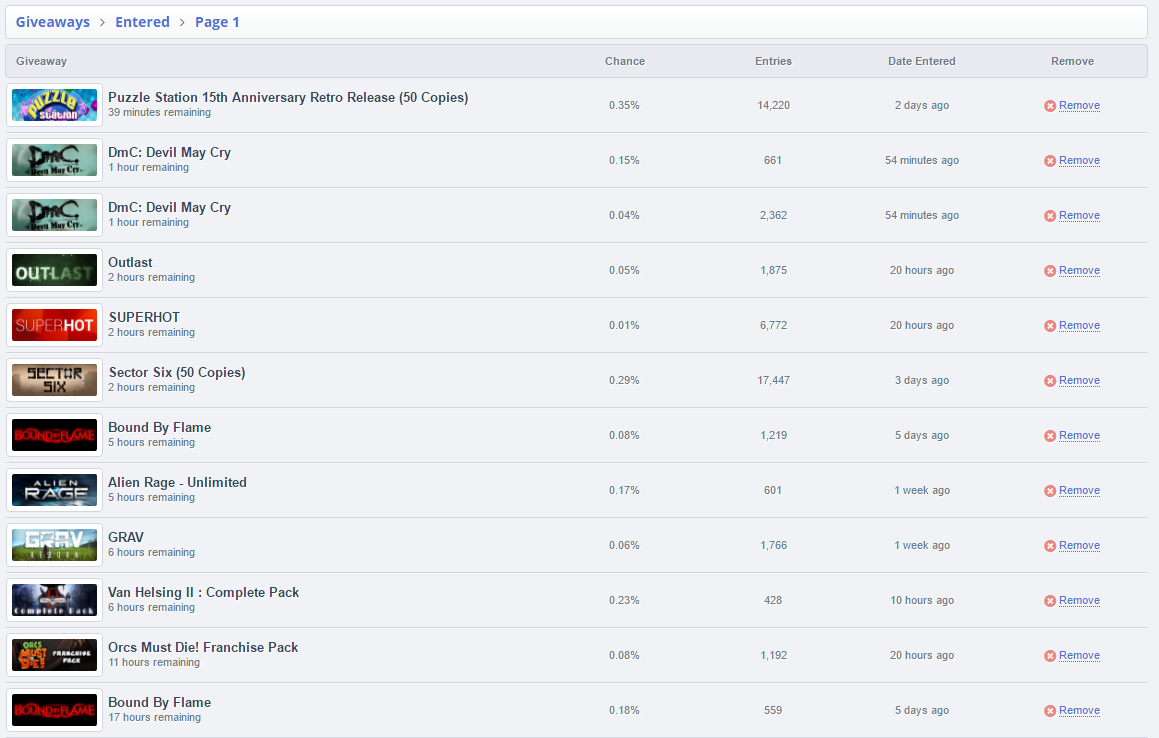 Giveaways > Entered > Page 1
Giveaway Chance Entries Date Entered Remove
PUZZLE
Station
Puzzle Station 15th Anniversary Retro Release (50 Copies)
39 minutes remaining
0.35% 14,220 2 days ago Remove
DmC
Devil May Cry
DmC: Devil May Cry
1 hour remaining
0.15% 661 54 minutes ago Remove
DmC
Devil May Cry
DmC: Devil May Cry
1 hour remaining
0.04% 2,362 54 minutes ago Remove
OUTLAST
Outlast
2 hours remaining
0.05% 1,875 20 hours ago Remove
SUPERHOT
SUPERHOT
2 hours remaining
0.01% 6,772 20 hours ago Remove
SECTOR
SIX
Sector Six (50 Copies)
2 hours remaining
0.29% 17,447 3 days ago Remove
BOUND BY FLAME
Bound By Flame
5 hours remaining
0.08% 1,219 5 days ago Remove
ALIEN
RAGE
Alien Rage - Unlimited
5 hours remaining
0.17% 601 1 week ago Remove
GRAV
REBORN
GRAV
6 hours remaining
0.06% 1,766 1 week ago Remove
Complete Pack
Van Helsing II : Complete Pack
6 hours remaining
0.23% 428 10 hours ago Remove
ORCS
MUST
DIE!
FRANCHISE
PACK
Orcs Must Die! Franchise Pack
11 hours remaining
0.08% 1,192 20 hours ago Remove
BOUND BY FLAME
Bound By Flame
17 hours remaining
0.18% 559 5 days ago Remove